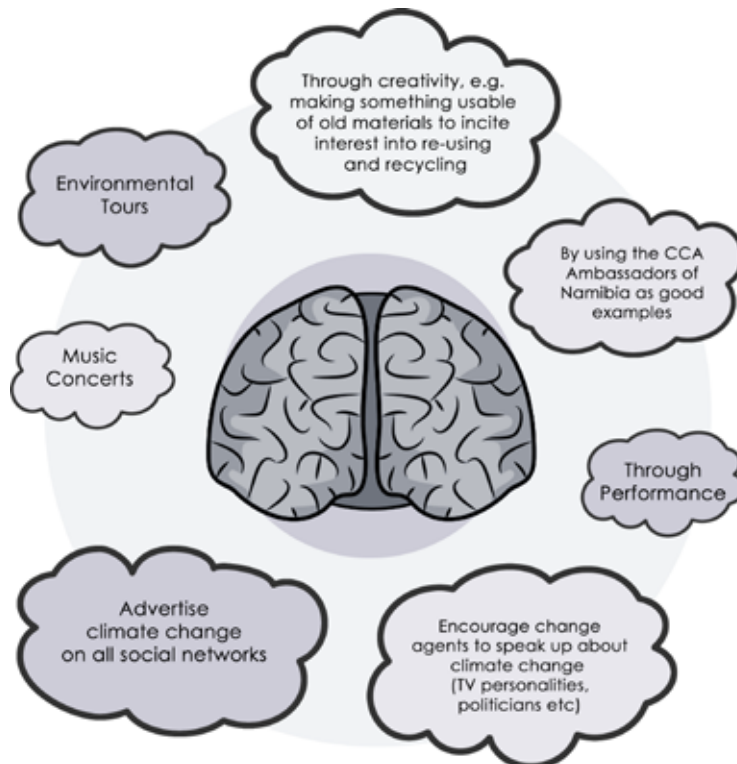 Through creativity, e.g.
making something usable
of old materials to incite
interest into re-using
and recycling
Environmental
Tours
By using the CCA
Ambassadors of
Namibia as good
examples
Music
Concerts
Through
Performance
Advertise
climate change
on all social networks
Encourage change
agents to speak up about
climate change
(TV personalities,
politicians etc)